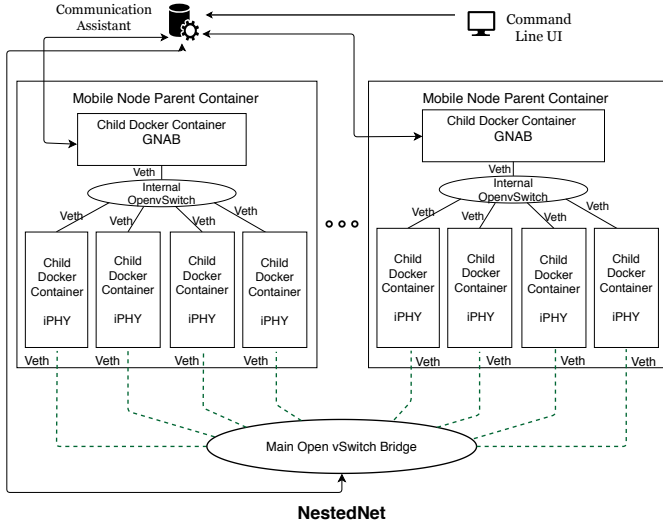 Communication
Assistant
Command
Line UI
Mobile Node Parent Container
Child Docker Container
GNAB
Veth
Internal
OpenvSwitch
Veth
Veth
Veth
Veth
Child
Docker
Container
iPHY
Child
Docker
Container
iPHY
Child
Docker
Container
iPHY
Child
Docker
Container
iPHY
Veth
Veth
Veth
Veth
Mobile Node Parent Container
Child Docker Container
GNAB
Veth
Internal
OpenvSwitch
Veth
Veth
Veth
Veth
Child
Docker
Container
iPHY
Child
Docker
Container
iPHY
Child
Docker
Container
iPHY
Child
Docker
Container
iPHY
Veth
Veth
Veth
Veth
Main Open vSwitch Bridge
NestedNet